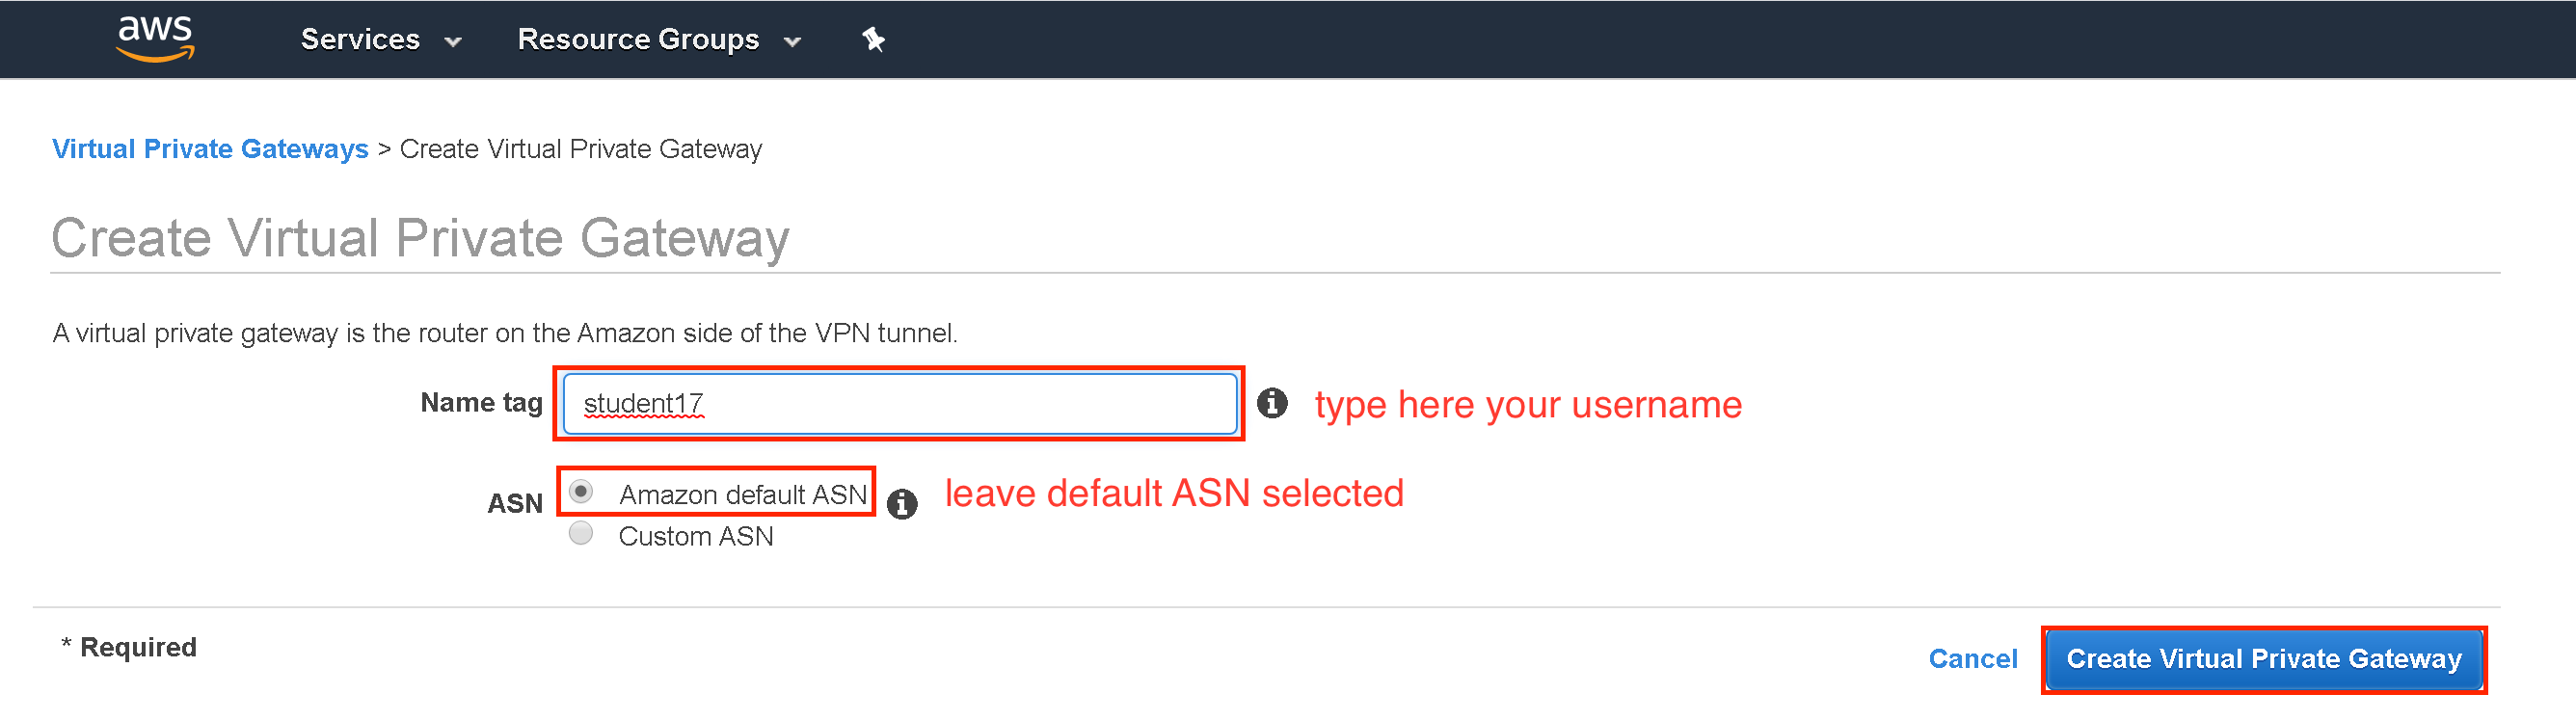 aws Services Resource Groups
Virtual Private Gateways > Create Virtual Private Gateway
Create Virtual Private Gateway
A virtual private gateway is the router on the Amazon side of the VPN tunnel.
Name tag student17 type here your username
ASN Amazon default ASN leave default ASN selected
Custom ASN
* Required
Cancel Create Virtual Private Gateway